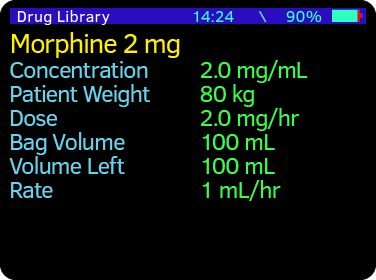 Drug Library 14:24 \ 90%
Morphine 2 mg
Concentration 2.0 mg/mL
Patient Weight 80 kg
Dose 2.0 mg/hr
Bag Volume 100 mL
Volume Left 100 mL
Rate 1 mL/hr